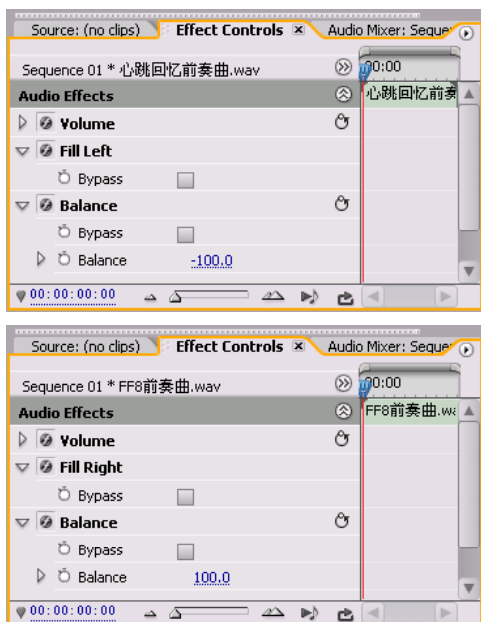 Source: (no clips) Effect Controls Audio Mixer: Seque
Sequence 01 * 心跳回忆前奏曲.wav 00:00
Audio Effects 心跳回忆前奏
Volume
Fill Left
Bypass
Balance
Bypass
Balance -100.0
00:00:00:00
Source: (no clips) Effect Controls Audio Mixer: Seque
Sequence 01 * FF8前奏曲.wav 00:00
Audio Effects FF8前奏曲.wa
Volume
Fill Right
Bypass
Balance
Bypass
Balance 100.0
00:00:00:00